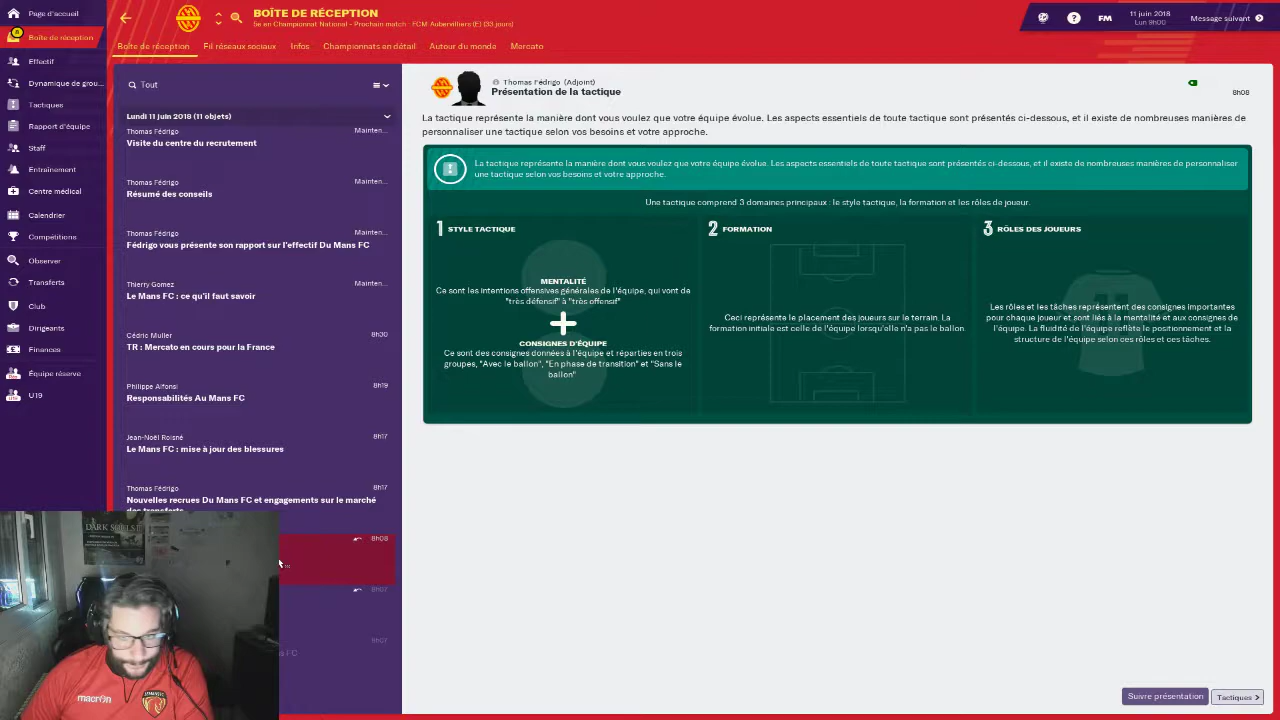 Page d'accueil
Boîte de réception
Effectif
Dynamique de grou...
Tactiques
Rapport d'équipe
Staff
Entraînement
Centre médical
Calendrier
Compétitions
Observer
Transferts
Club
Dirigeants
Finances
Équipe réserve
U19
BOÎTE DE RÉCEPTION
5e en Championnat National - Prochain match - FCM Aubervilliers (E) (33 jours)
FM
11 juin 2018
Lun 9h00
Message suivant
Boîte de réception
Fil réseaux sociaux
Infos
Championnats en détail
Autour du monde
Mercato
Tout
Lundi 11 juin 2018 (11 objets)
Thomas Fédrigo
Mainten...
Visite du centre du recrutement
Thomas Fédrigo
Mainten...
Résumé des conseils
Thomas Fédrigo
Mainten...
Fédrigo vous présente son rapport sur l'effectif Du Mans FC
Thierry Gomez
Mainten...
Le Mans FC : ce qu'il faut savoir
Cédric Muller
8h30
TR : Mercato en cours pour la France
Philippe Alfonsi
8h19
Responsabilités Au Mans FC
Jean-Noël Roisné
8h17
Le Mans FC : mise à jour des blessures
Thomas Fédrigo
8h17
Nouvelles recrues Du Mans FC et engagements sur le marché
des transferts
8h08
8h07
8h07
FC
Thomas Fédrigo (Adjoint)
Présentation de la tactique
8h08
La tactique représente la manière dont vous voulez que votre équipe évolue. Les aspects essentiels de toute tactique sont présentés ci-dessous, et il existe de nombreuses manières de
personnaliser une tactique selon vos besoins et votre approche.
La tactique représente la manière dont vous voulez que votre équipe évolue. Les aspects essentiels de toute tactique sont présentés ci-dessous, et il existe de nombreuses manières de personnaliser
une tactique selon vos besoins et votre approche.
Une tactique comprend 3 domaines principaux : le style tactique, la formation et les rôles de joueur.
1 STYLE TACTIQUE
MENTALITÉ
Ce sont les intentions offensives générales de l'équipe, qui vont de
"très défensif" à "très offensif"
CONSIGNES D'ÉQUIPE
Ce sont des consignes données à l'équipe et réparties en trois
groupes, "Avec le ballon", "En phase de transition" et "Sans le
ballon"
2 FORMATION
Ceci représente le placement des joueurs sur le terrain. La
formation initiale est celle de l'équipe lorsqu'elle n'a pas le ballon.
3 RÔLES DES JOUEURS
Les rôles et les tâches représentent des consignes importantes
pour chaque joueur et sont liés à la mentalité et aux consignes de
l'équipe. La fluidité de l'équipe reflète le positionnement et la
structure de l'équipe selon ces rôles et ces tâches.
Suivre présentation
Tactiques
DARK SOULS
macron